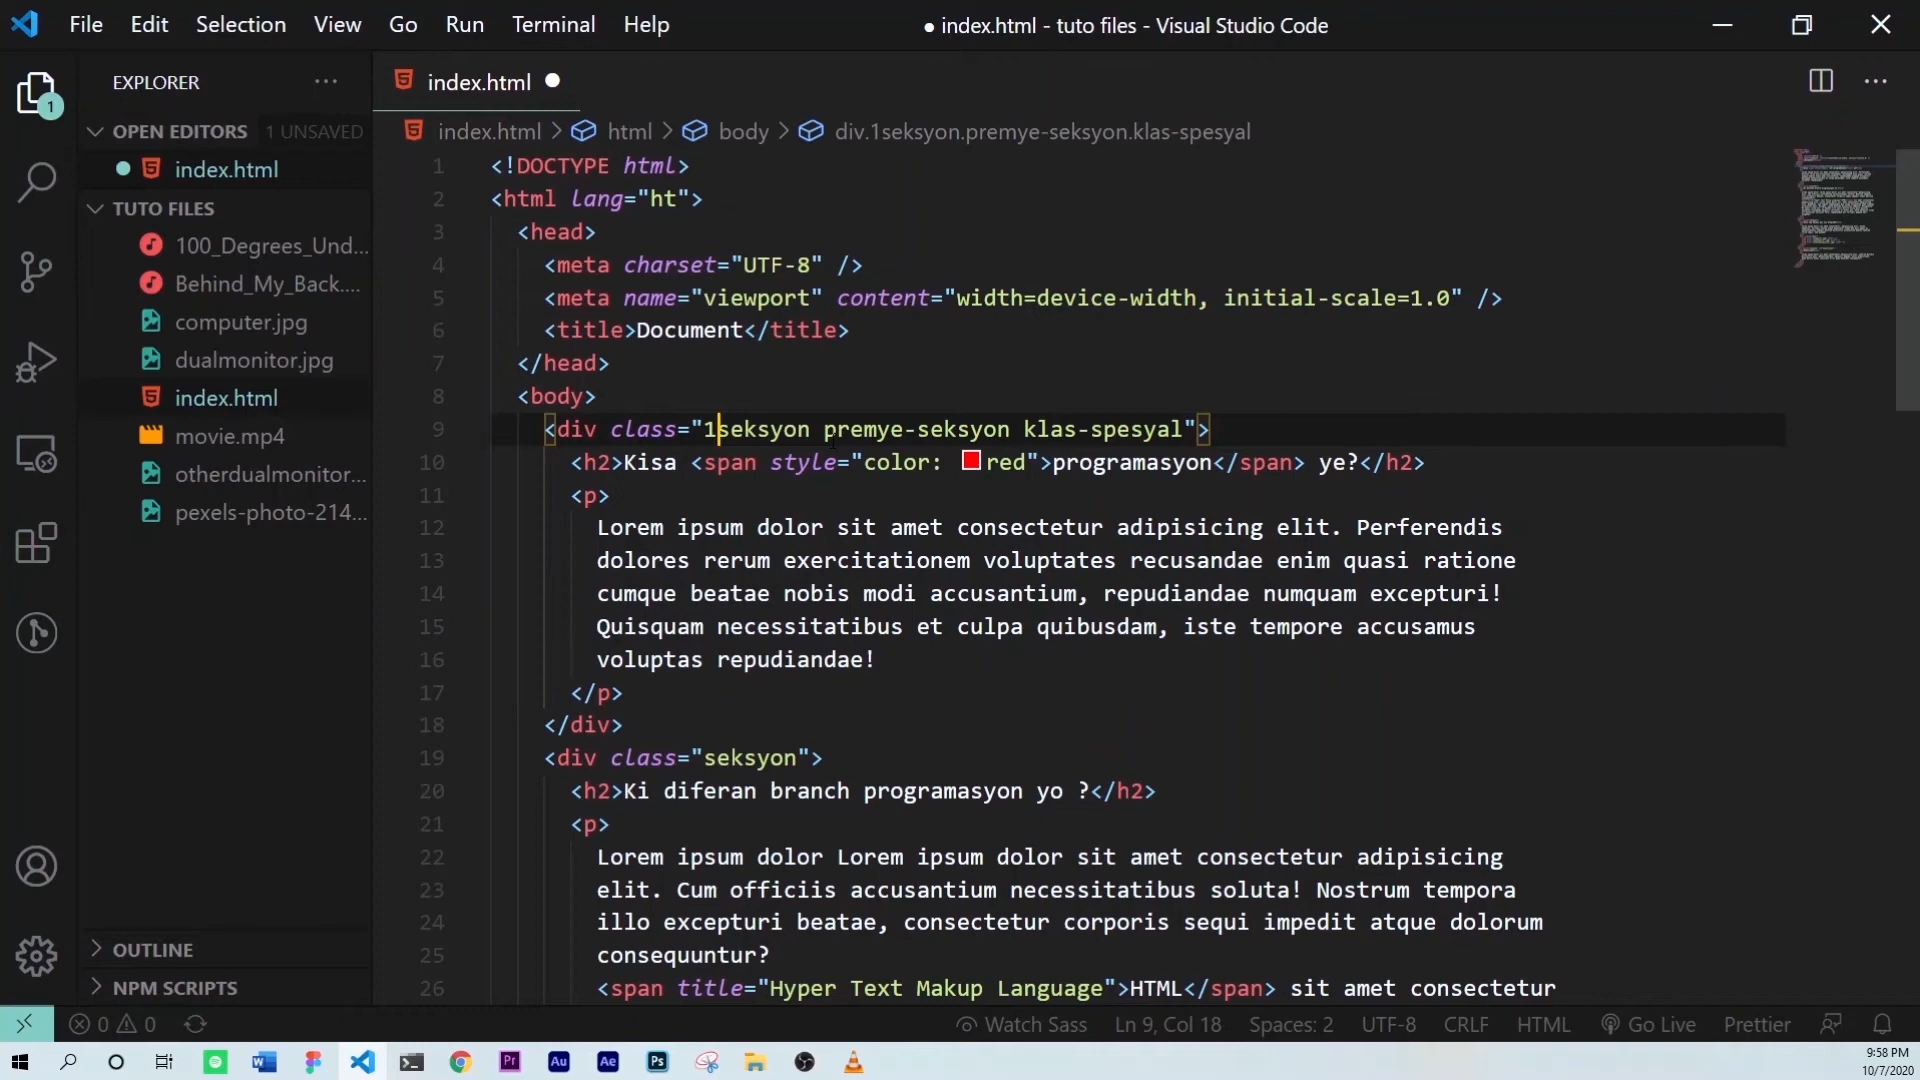 File Edit Selection View Go Run Terminal Help ● index.html - tuto files - Visual Studio Code
EXPLORER ···
index.html ●
OPEN EDITORS 1 UNSAVED
index.html > html > body > div.1seksyon.premye-seksyon.klas-spesyal
1
index.html
TUTO FILES
100_Degrees_Und...
Behind_My_Back....
computer.jpg
dualmonitor.jpg
index.html
movie.mp4
otherdualmonitor...
pexels-photo-214...
OUTLINE
NPM SCRIPTS
1 <!DOCTYPE html>
2 <html lang="ht">
3 <head>
4 <meta charset="UTF-8" />
5 <meta name="viewport" content="width=device-width, initial-scale=1.0" />
6 <title>Document</title>
7 </head>
8 <body>
9 <div class="1seksyon premye-seksyon klas-spesyal">
10 <h2>Kisa <span style="color: red">programasyon</span> ye?</h2>
11 <p>
12 Lorem ipsum dolor sit amet consectetur adipisicing elit. Perferendis
13 dolores rerum exercitationem voluptates recusandae enim quasi ratione
14 cumque beatae nobis modi accusantium, repudiandae numquam excepturi!
15 Quisquam necessitatibus et culpa quibusdam, iste tempore accusamus
16 voluptas repudiandae!
17 </p>
18 </div>
19 <div class="seksyon">
20 <h2>Ki diferan branch programasyon yo ?</h2>
21 <p>
22 Lorem ipsum dolor Lorem ipsum dolor sit amet consectetur adipisicing
23 elit. Cum officiis accusantium necessitatibus soluta! Nostrum tempora
24 illo excepturi beatae, consectetur corporis sequi impedit atque dolorum
25 consequuntur?
26 <span title="Hyper Text Makup Language">HTML</span> sit amet consectetur
0 0 Watch Sass Ln 9, Col 18 Spaces: 2 UTF-8 CRLF HTML Go Live Prettier
Pr Au Ae Ps
9:58 PM
10/7/2020